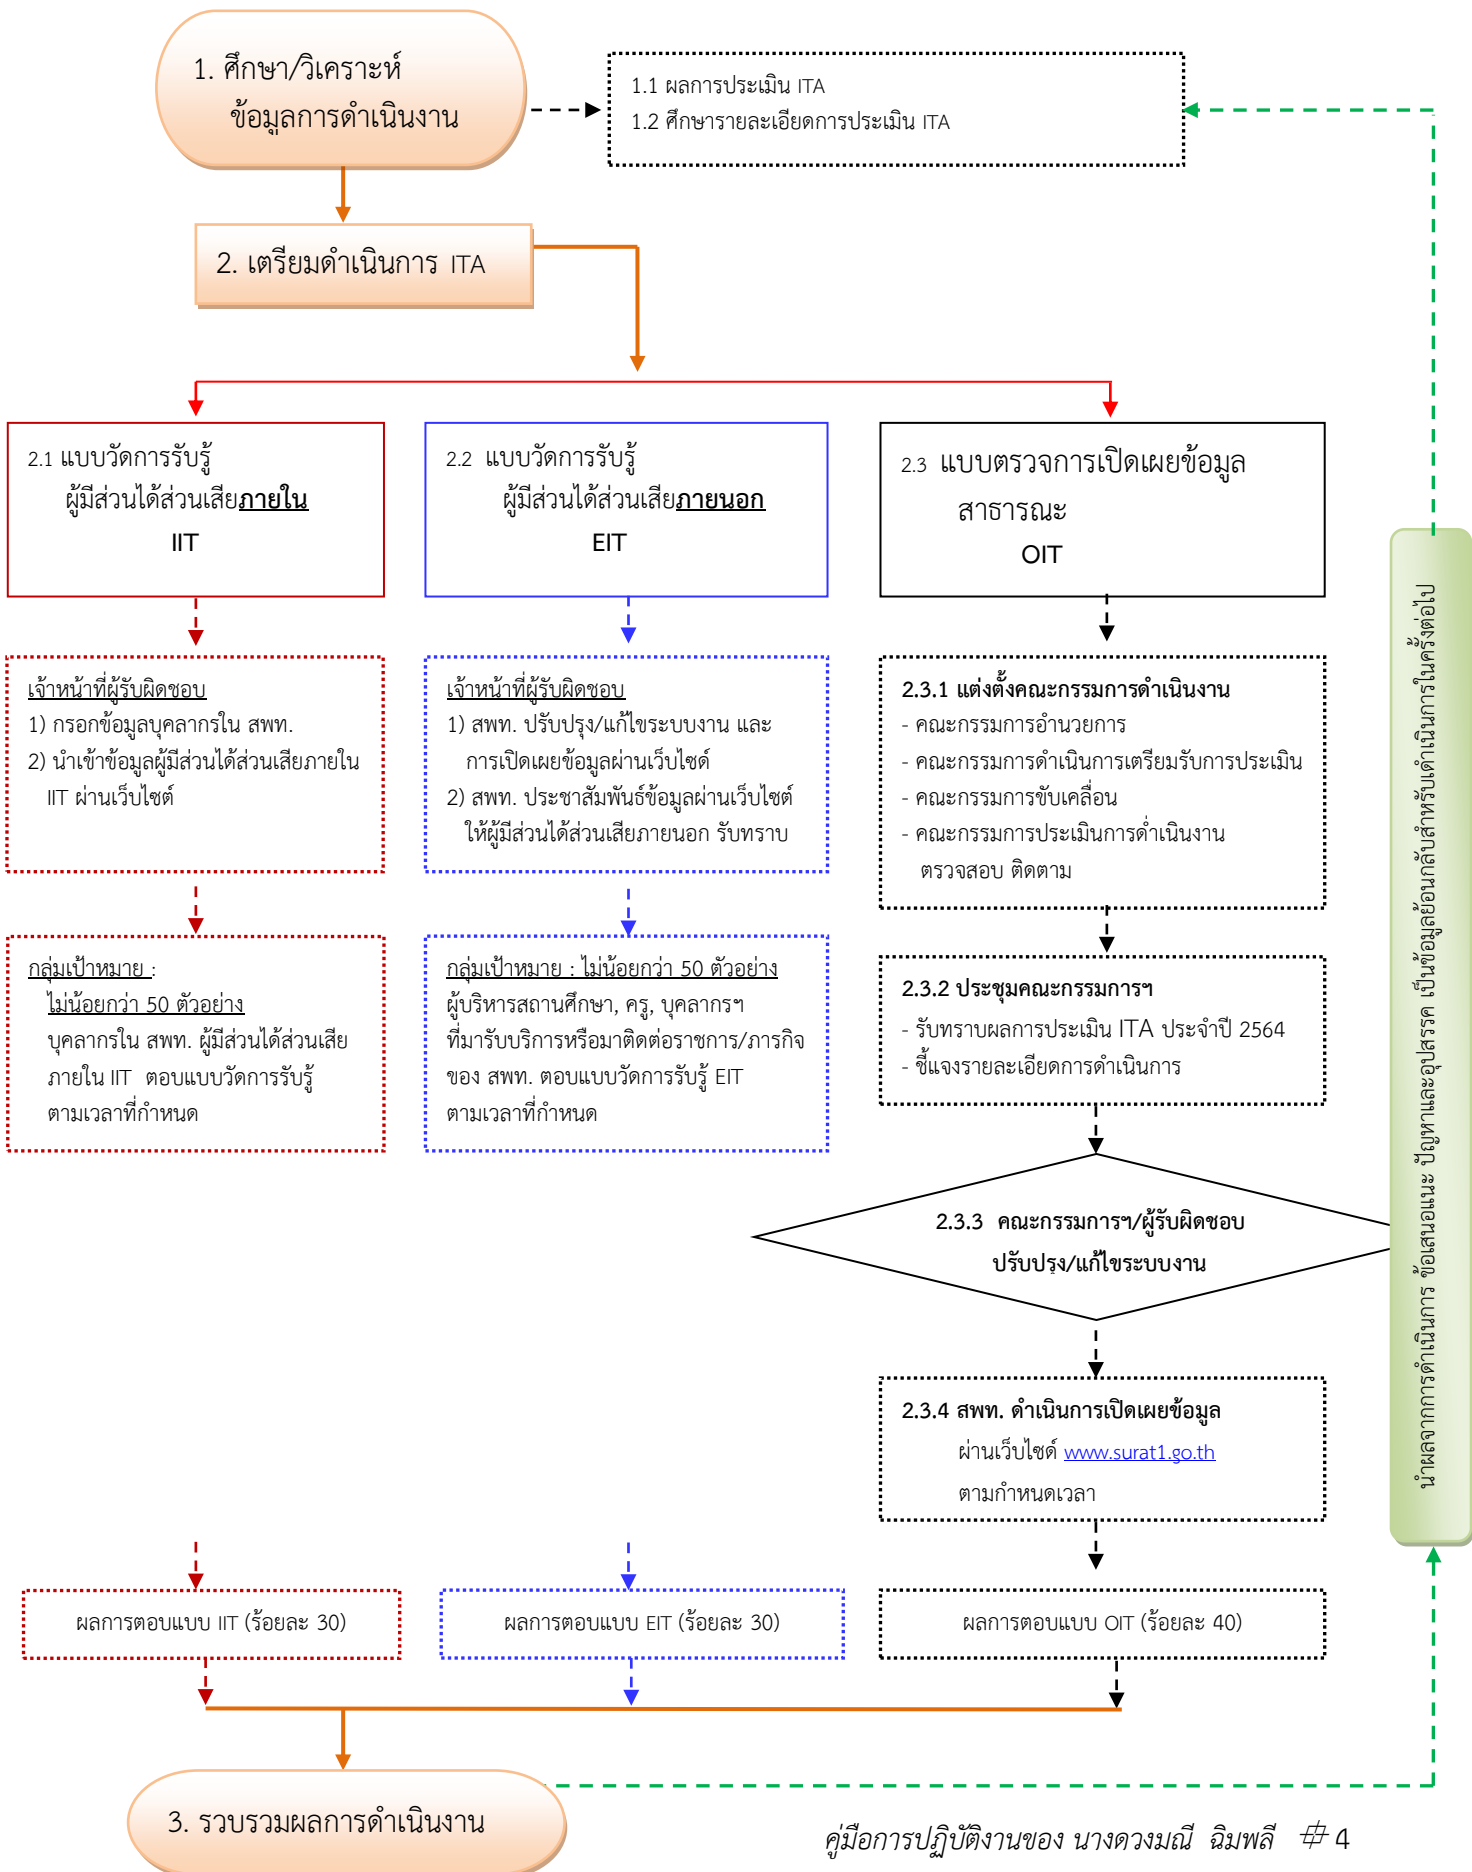 1. ศึกษา/วิเคราะห์
ข้อมูลการดำเนินงาน
1.1 ผลการประเมิน ITA
1.2 ศึกษารายละเอียดการประเมิน ITA
2. เตรียมดำเนินการ ITA
2.1 แบบวัดการรับรู้
ผู้มีส่วนได้ส่วนเสียภายใน
IIT
2.2 แบบวัดการรับรู้
ผู้มีส่วนได้ส่วนเสียภายนอก
EIT
2.3 แบบตรวจการเปิดเผยข้อมูล
สาธารณะ
OIT
เจ้าหน้าที่ผู้รับผิดชอบ
1) กรอกข้อมูลบุคลากรใน สพท.
2) นำเข้าข้อมูลผู้มีส่วนได้ส่วนเสียภายใน
IIT ผ่านเว็บไซต์
เจ้าหน้าที่ผู้รับผิดชอบ
1) สพท. ปรับปรุง/แก้ไขระบบงาน และ
การเปิดเผยข้อมูลผ่านเว็บไซด์
2) สพท. ประชาสัมพันธ์ข้อมูลผ่านเว็บไซต์
ให้ผู้มีส่วนได้ส่วนเสียภายนอก รับทราบ
2.3.1 แต่งตั้งคณะกรรมการดำเนินงาน
- คณะกรรมการอำนวยการ
- คณะกรรมการดำเนินการเตรียมรับการประเมิน
- คณะกรรมการขับเคลื่อน
- คณะกรรมการประเมินการดำเนินงาน
ตรวจสอบ ติดตาม
กลุ่มเป้าหมาย :
ไม่น้อยกว่า 50 ตัวอย่าง
บุคลากรใน สพท. ผู้มีส่วนได้ส่วนเสีย
ภายใน IIT ตอบแบบวัดการรับรู้
ตามเวลาที่กำหนด
กลุ่มเป้าหมาย : ไม่น้อยกว่า 50 ตัวอย่าง
ผู้บริหารสถานศึกษา, ครู, บุคลากรฯ
ที่มารับบริการหรือมาติดต่อราชการ/ภารกิจ
ของ สพท. ตอบแบบวัดการรับรู้ EIT
ตามเวลาที่กำหนด
2.3.2 ประชุมคณะกรรมการฯ
- รับทราบผลการประเมิน ITA ประจำปี 2564
- ชี้แจงรายละเอียดการดำเนินการ
2.3.3 คณะกรรมการฯ/ผู้รับผิดชอบ
ปรับปรุง/แก้ไขระบบงาน
2.3.4 สพท. ดำเนินการเปิดเผยข้อมูล
ผ่านเว็บไซด์ www.surat1.go.th
ตามกำหนดเวลา
นำผลจากการดำเนินการ ข้อเสนอแนะ ปัญหาและอุปสรรค เป็นข้อมูลย้อนกลับสำหรับดำเนินการในครั้งต่อไป
ผลการตอบแบบ IIT (ร้อยละ 30)
ผลการตอบแบบ EIT (ร้อยละ 30)
ผลการตอบแบบ OIT (ร้อยละ 40)
3. รวบรวมผลการดำเนินงาน
คู่มือการปฏิบัติงานของ นางดวงมณี ฉิมพลี # 4